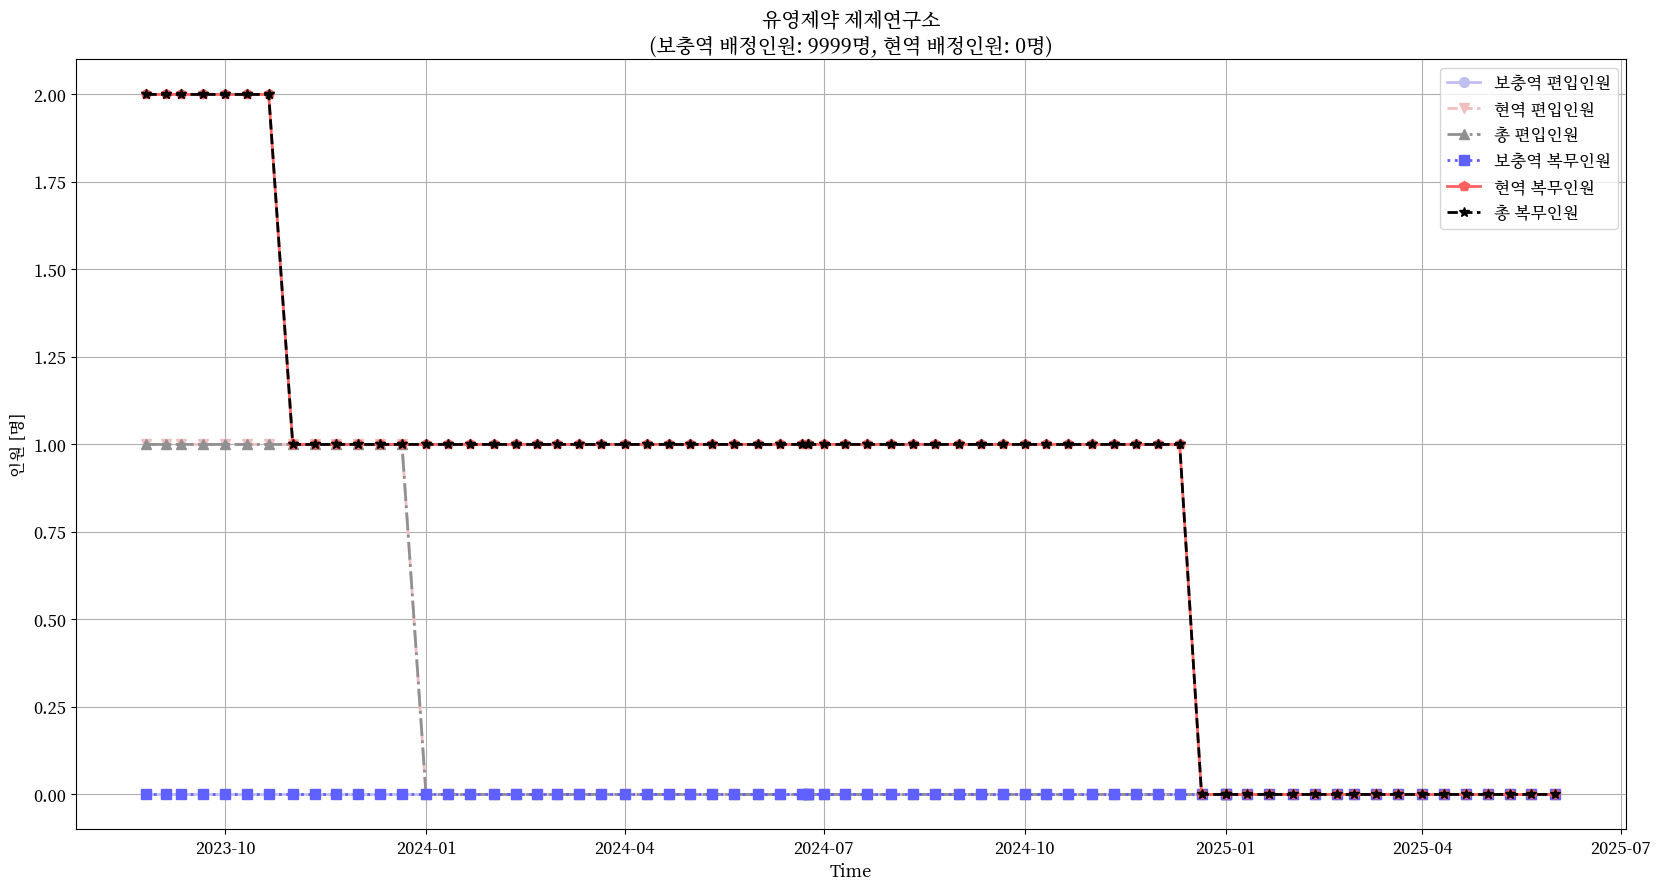 유영제약 제제연구소
(보충역 배정인원: 9999명, 현역 배정인원: 0명)
보충역 편입인원
현역 편입인원
총 편입인원
보충역 복무인원
현역 복무인원
총 복무인원
인원 [명]
2.00
1.75
1.50
1.25
1.00
0.75
0.50
0.25
0.00
2023-10
2024-01
2024-04
2024-07
2024-10
2025-01
2025-04
2025-07
Time